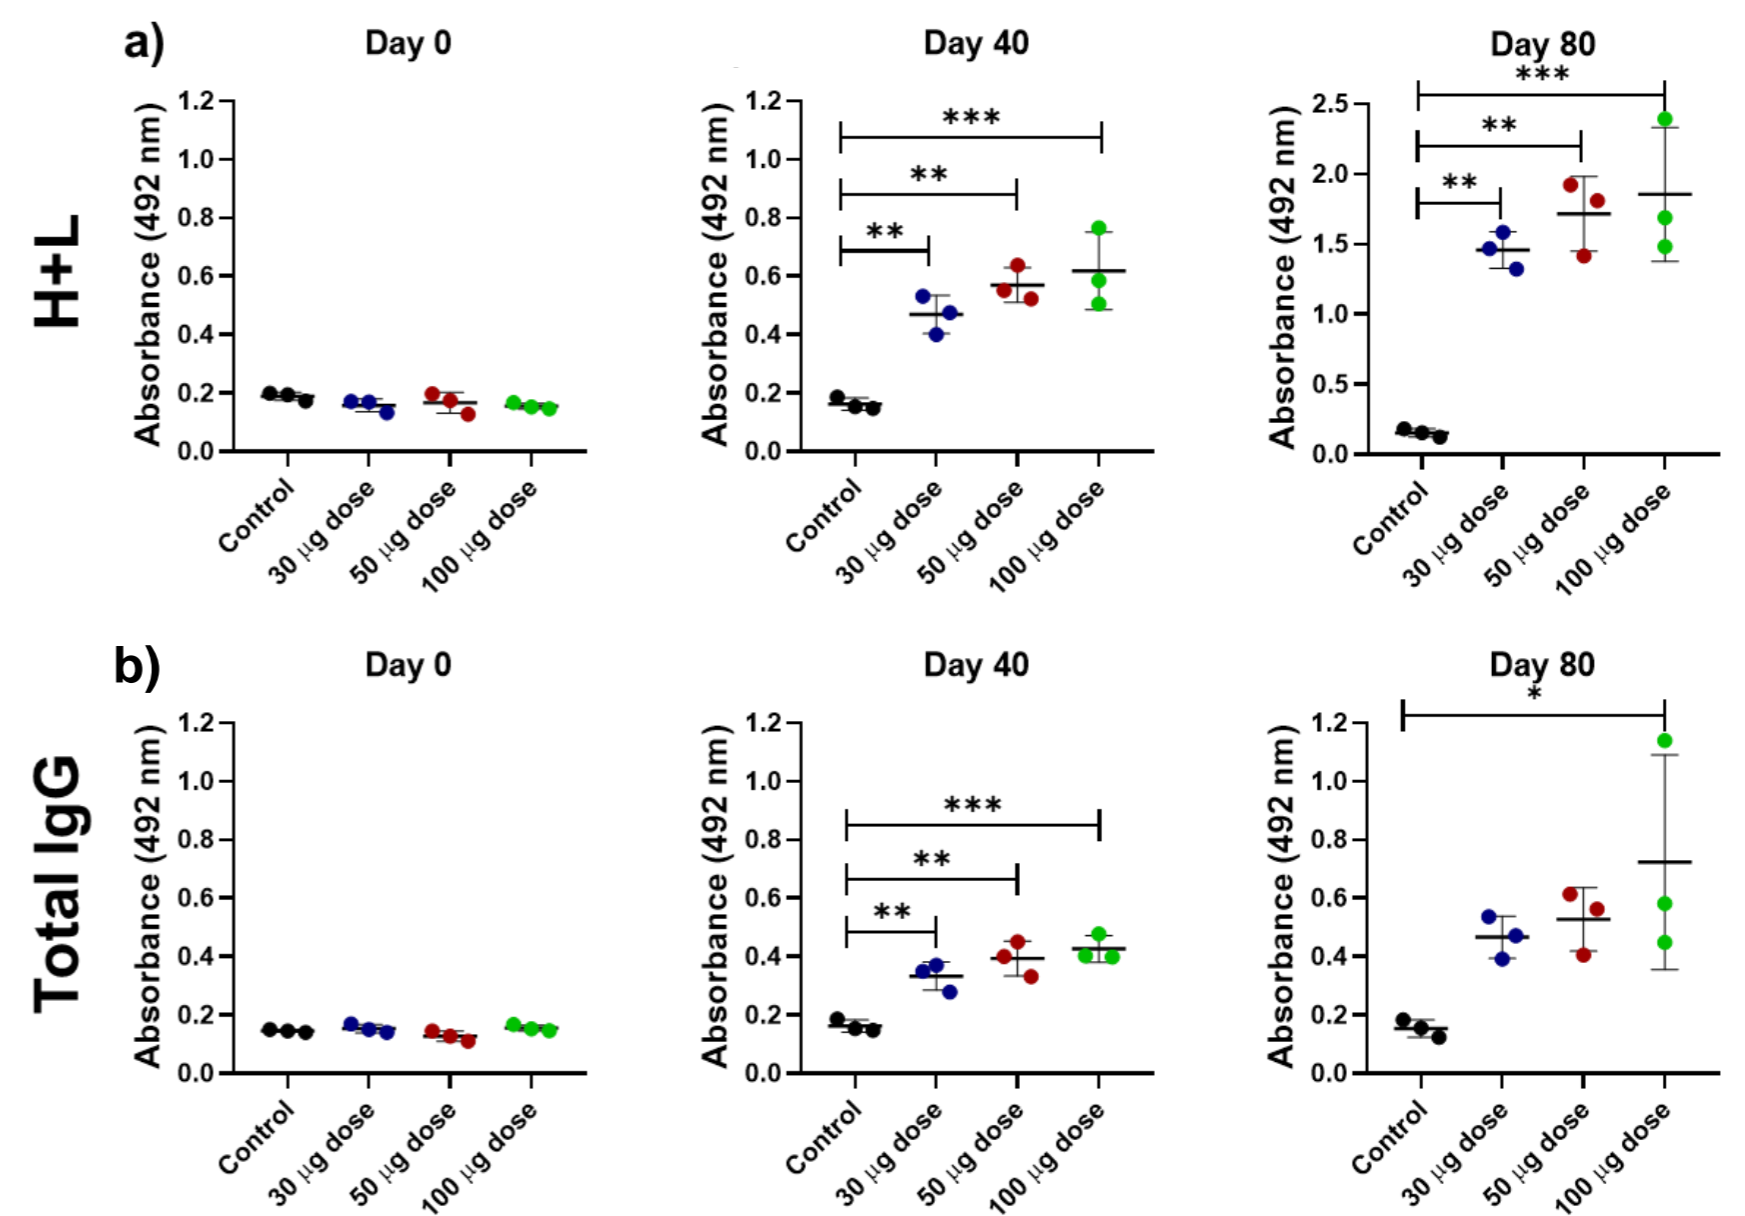 a)
H+L
Day 0
Absorbance (492 nm)
1.2
1.0
0.8
0.6
0.4
0.2
0.0
Control
30 μg dose
50 μg dose
100 μg dose
Day 40
Absorbance (492 nm)
1.2
1.0
0.8
0.6
0.4
0.2
0.0
***
**
**
Control
30 μg dose
50 μg dose
100 μg dose
Day 80
Absorbance (492 nm)
2.5
2.0
1.5
1.0
0.5
0.0
***
**
**
Control
30 μg dose
50 μg dose
100 μg dose
b)
Total IgG
Day 0
Absorbance (492 nm)
1.2
1.0
0.8
0.6
0.4
0.2
0.0
Control
30 μg dose
50 μg dose
100 μg dose
Day 40
Absorbance (492 nm)
1.2
1.0
0.8
0.6
0.4
0.2
0.0
***
**
**
Control
30 μg dose
50 μg dose
100 μg dose
Day 80
Absorbance (492 nm)
1.2
1.0
0.8
0.6
0.4
0.2
0.0
*
Control
30 μg dose
50 μg dose
100 μg dose